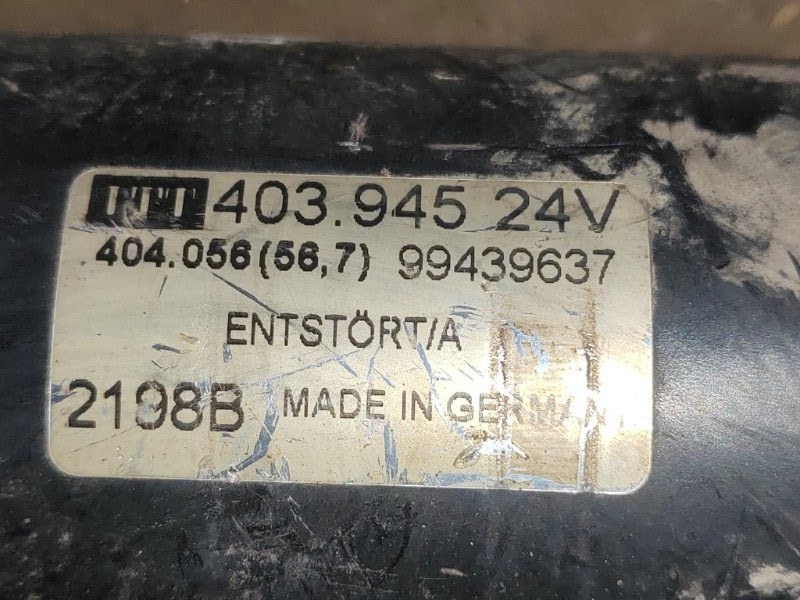 403.945 24V
404.056(56,7) 99439637
ENTSTÖRT/A
2198B MADE IN GERMANY